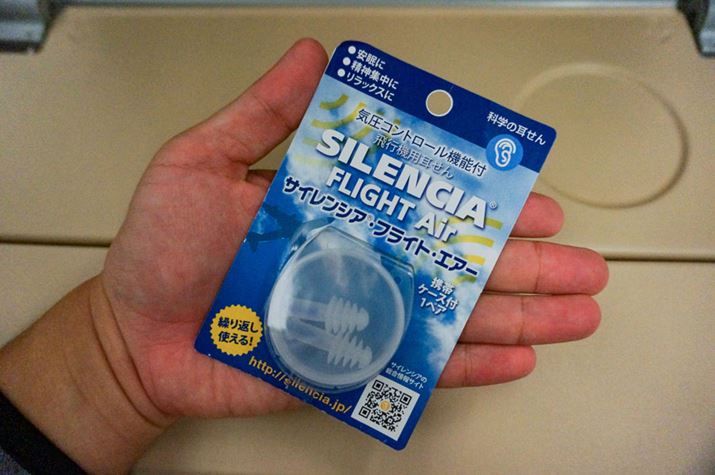 ●安眠に
●精神集中に
●リラックスに
科学の耳せん
気圧コントロール機能付
飛行機用耳せん
SILENCIA®
FLIGHT Air
サイレンシア®・フライト・エアー
携帯
ケース付
1ペア
繰り返し
使える!
http://silencia.jp/
サイレンシアの
総合情報サイト